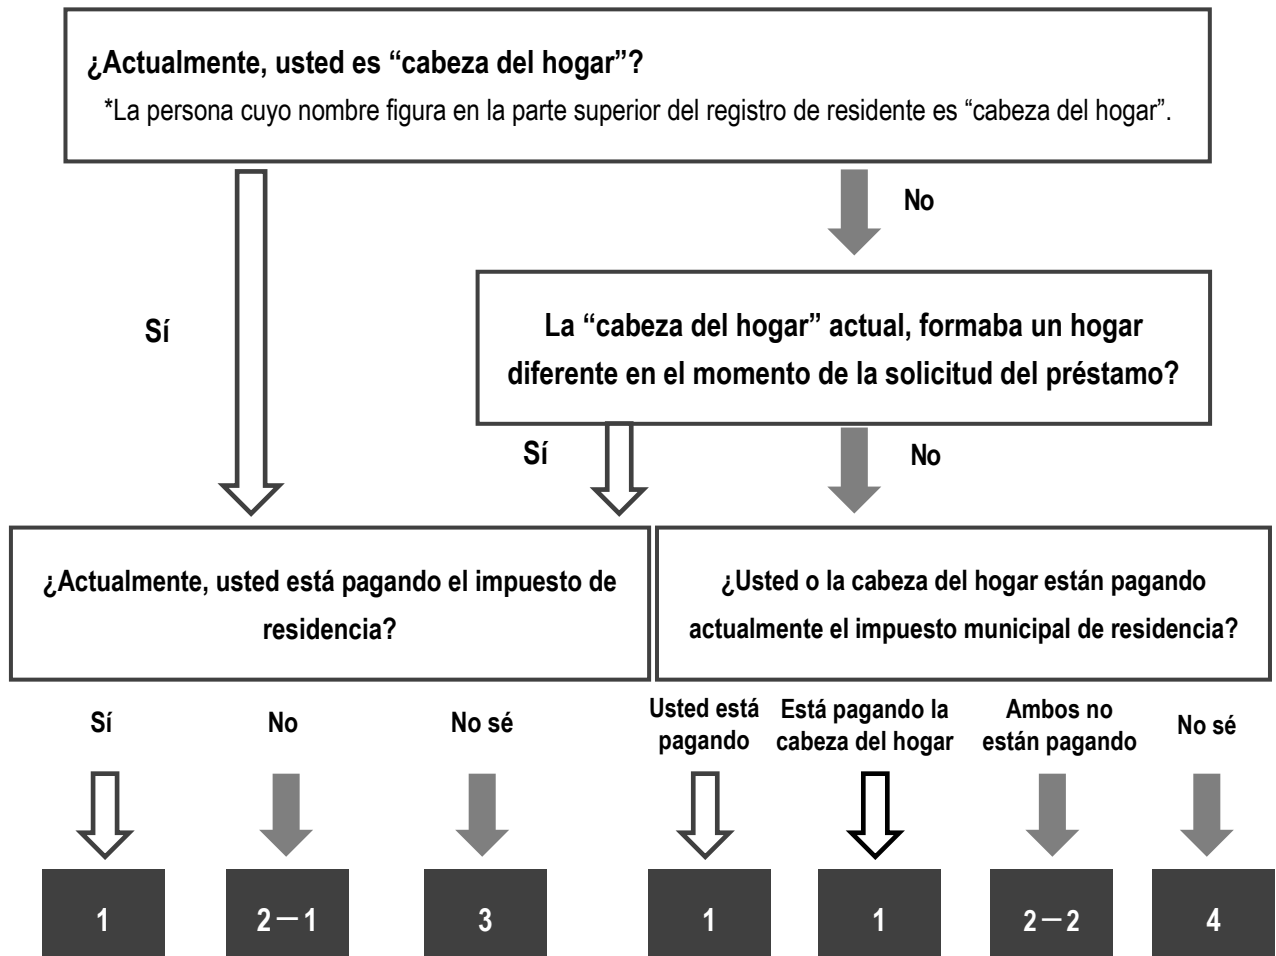 ¿Actualmente, usted es “cabeza del hogar”?
*La persona cuyo nombre figura en la parte superior del registro de residente es “cabeza del hogar”.
No
Sí
La “cabeza del hogar” actual, formaba un hogar
diferente en el momento de la solicitud del préstamo?
Sí
No
¿Actualmente, usted está pagando el impuesto de
residencia?
¿Usted o la cabeza del hogar están pagando
actualmente el impuesto municipal de residencia?
Sí
No
No sé
Usted está
pagando
Está pagando la
cabeza del hogar
Ambos no
están pagando
No sé
1
2－1
3
1
1
2－2
4